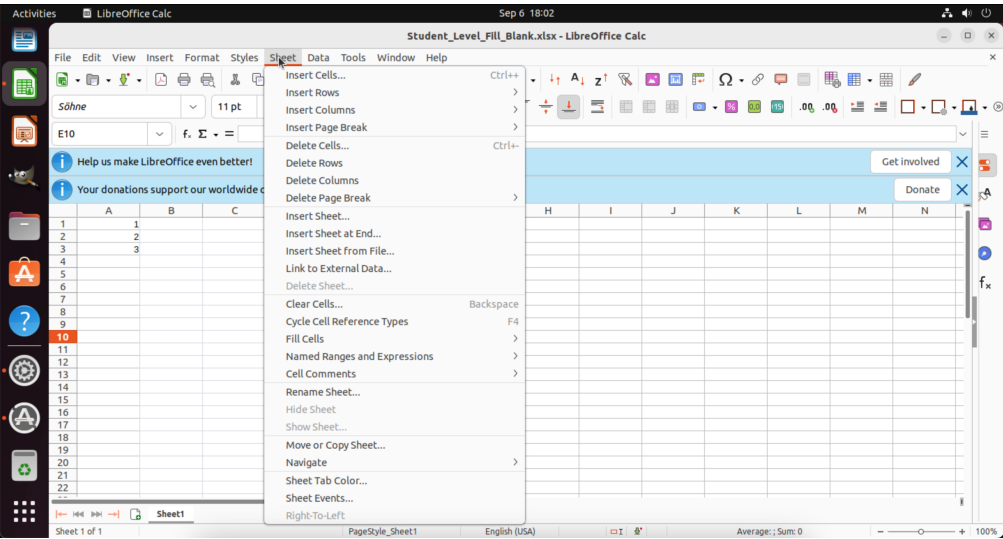 Activities LibreOffice Calc Sep 6 18:02
Student_Level_Fill_Blank.xlsx - LibreOffice Calc
File Edit View Insert Format Styles Sheet Data Tools Window Help
Söhne 11 pt
E10
Help us make LibreOffice even better! Get involved
Your donations support our worldwide Donate
A B C H I J K L M N
1 1
2 2
3 3
4
5
6
7
8
9
10
11
12
13
14
15
16
17
18
19
20
21
22
Insert Cells... Ctrl++
Insert Rows
Insert Columns
Insert Page Break
Delete Cells... Ctrl+-
Delete Rows
Delete Columns
Delete Page Break
Insert Sheet...
Insert Sheet at End...
Insert Sheet from File...
Link to External Data...
Delete Sheet...
Clear Cells... Backspace
Cycle Cell Reference Types F4
Fill Cells
Named Ranges and Expressions
Cell Comments
Rename Sheet...
Hide Sheet
Show Sheet...
Move or Copy Sheet...
Navigate
Sheet Tab Color...
Sheet Events...
Right-To-Left
Sheet1
Sheet 1 of 1 PageStyle_Sheet1 English (USA) Average: ; Sum: 0 100%